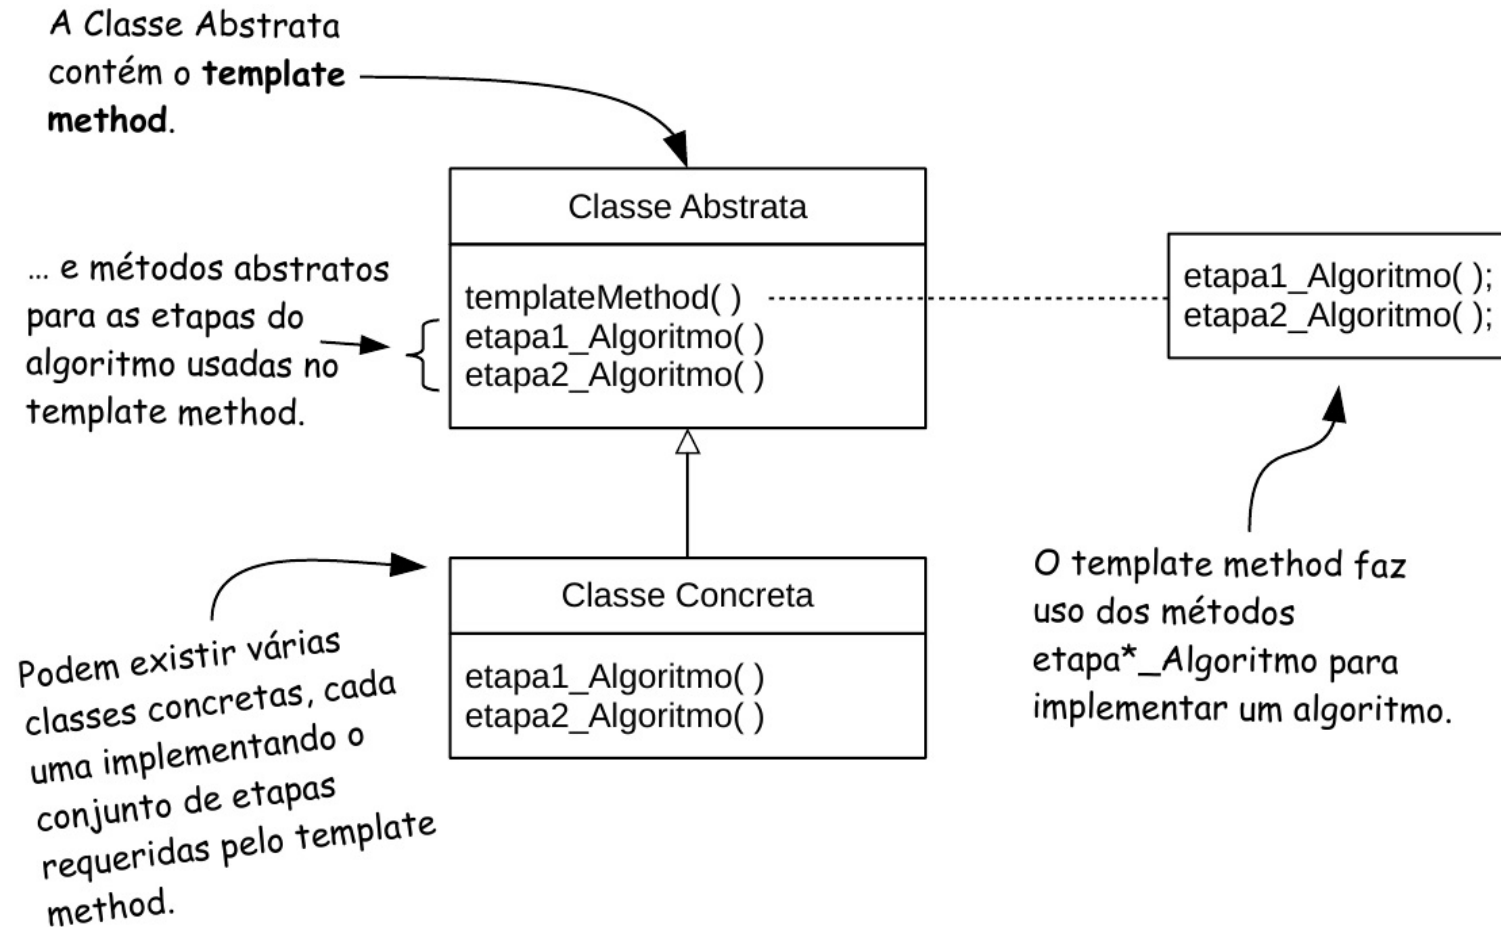 A Classe Abstrata
contém o template
method.
Classe Abstrata
... e métodos abstratos
para as etapas do
algoritmo usadas no
template method.
templateMethod( )
etapa1_Algoritmo( )
etapa2_Algoritmo( )
etapa1_Algoritmo( );
etapa2_Algoritmo( );
Podem existir várias
classes concretas, cada
uma implementando o
conjunto de etapas
requeridas pelo template
method.
Classe Concreta
etapa1_Algoritmo( )
etapa2_Algoritmo( )
O template method faz
uso dos métodos
etapa*_Algoritmo para
implementar um algoritmo.